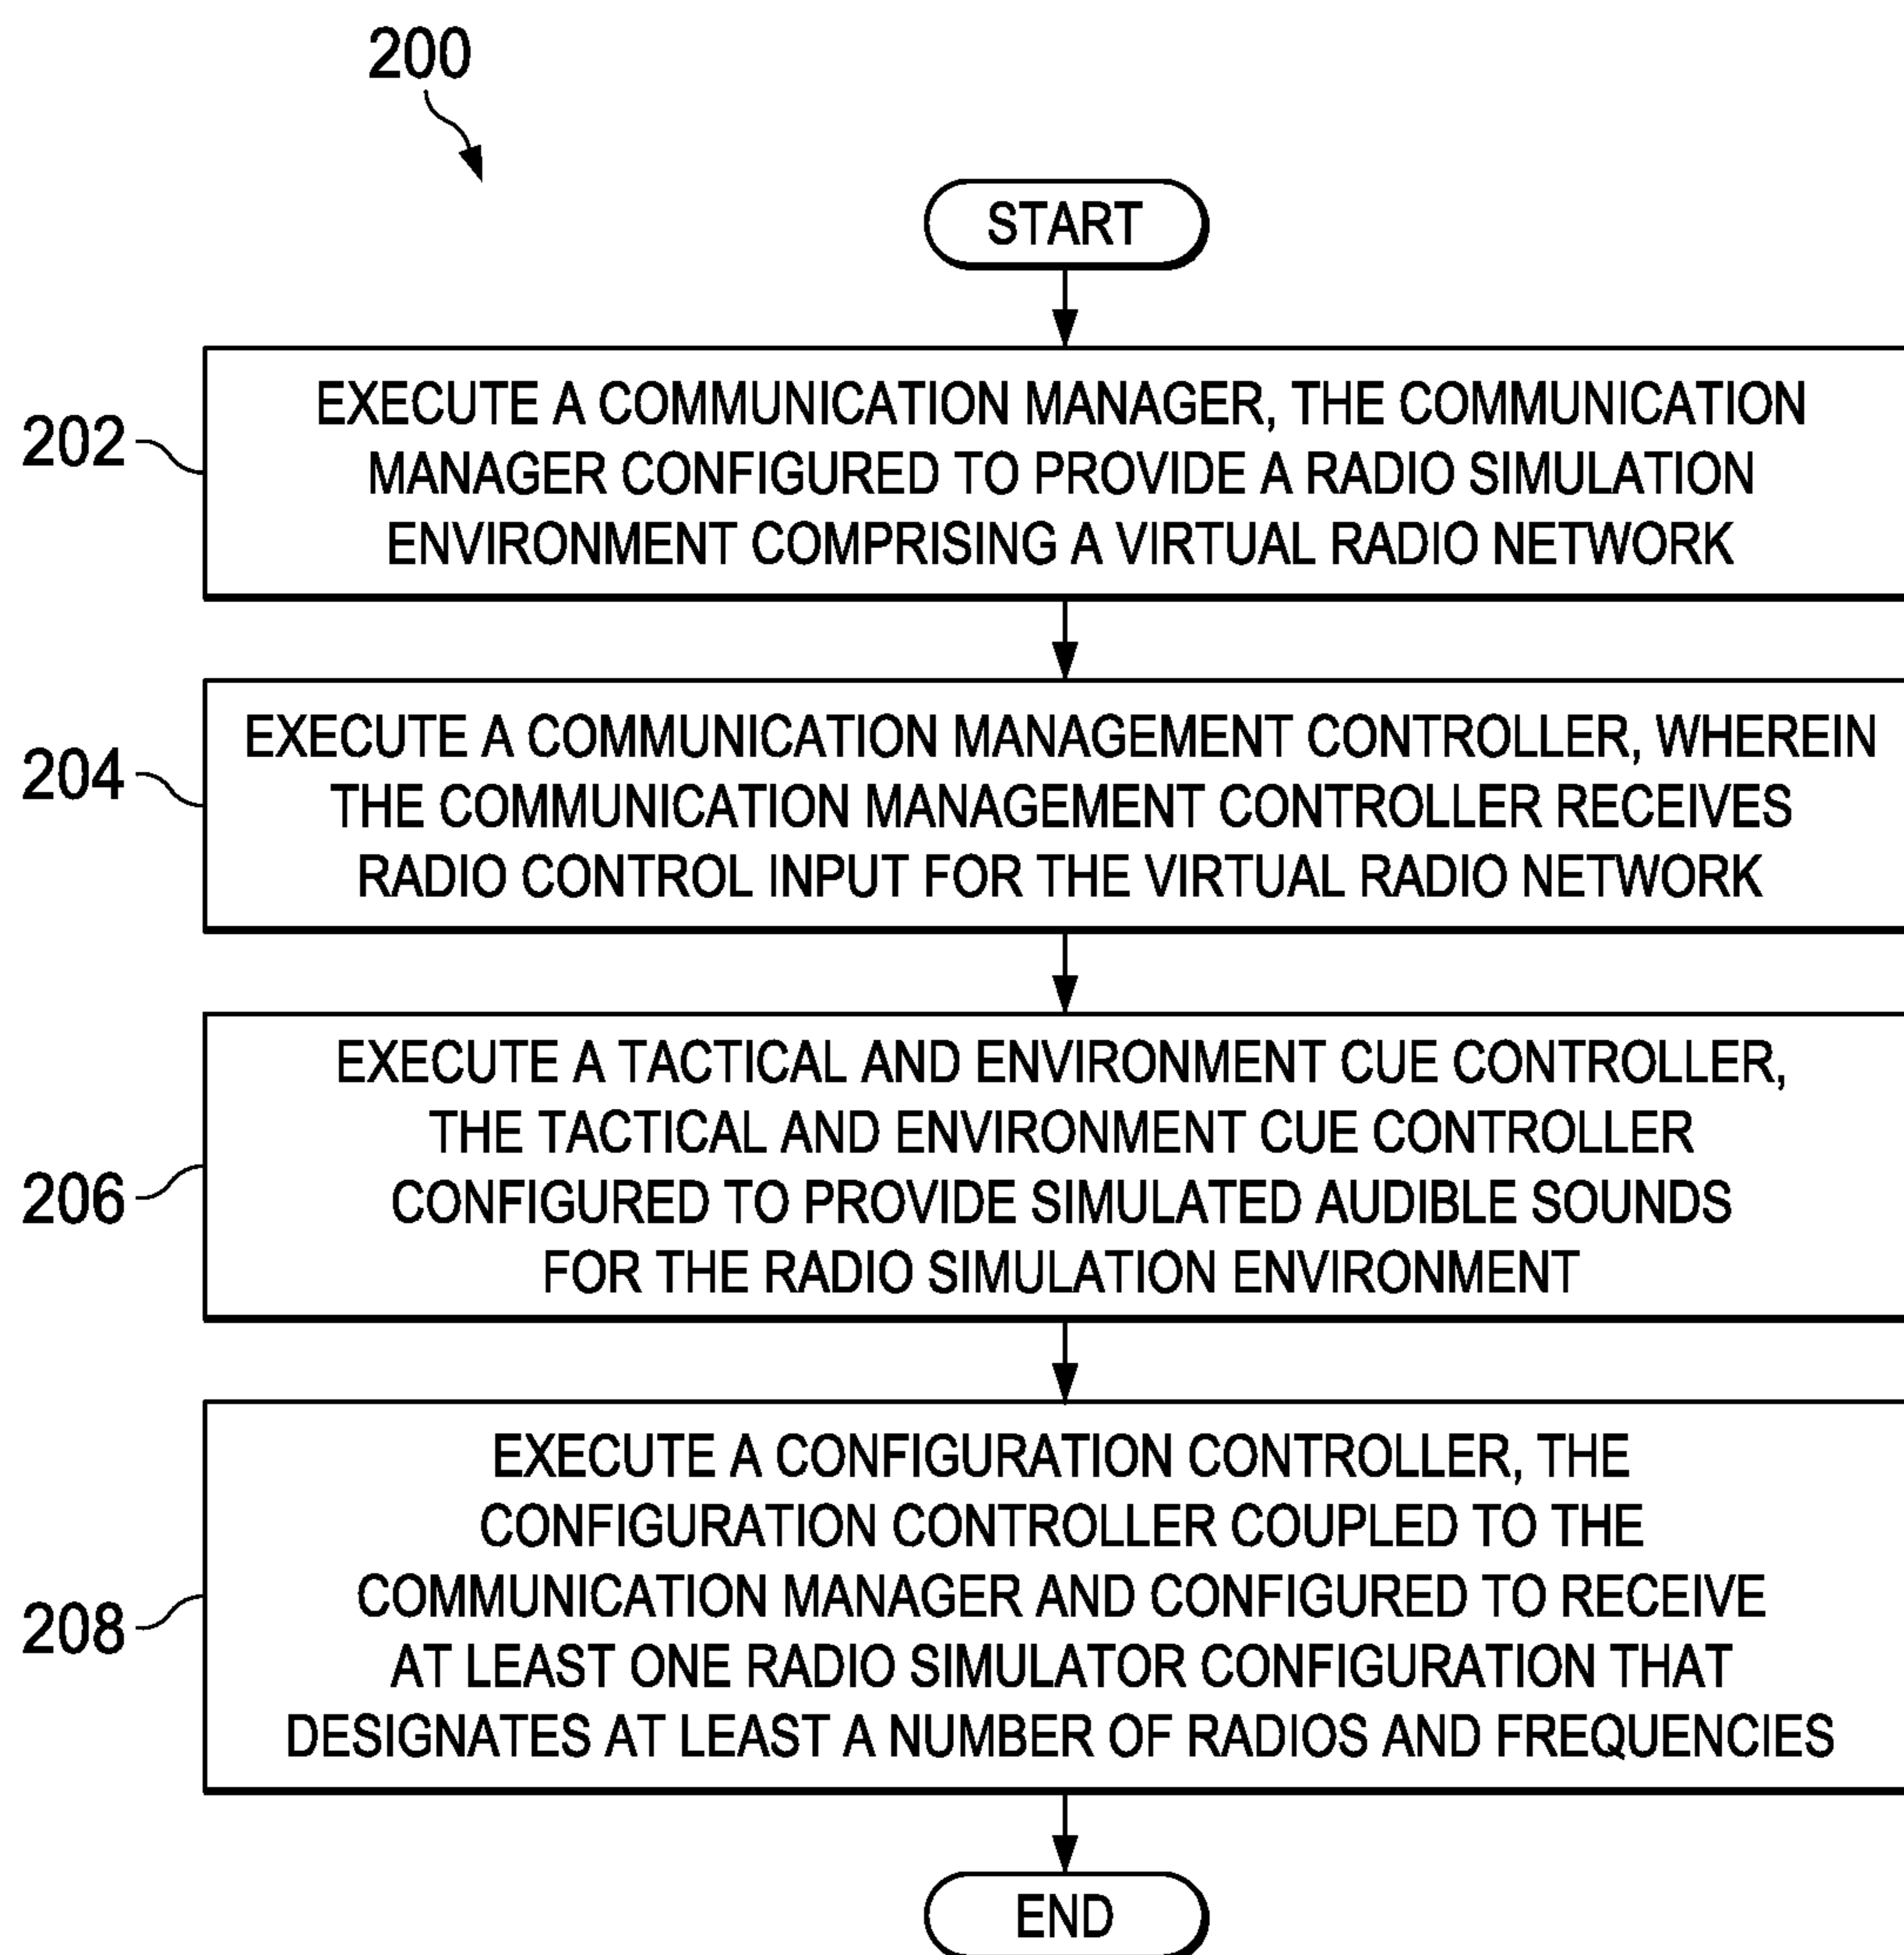 200
START
202
EXECUTE A COMMUNICATION MANAGER, THE COMMUNICATION
MANAGER CONFIGURED TO PROVIDE A RADIO SIMULATION
ENVIRONMENT COMPRISING A VIRTUAL RADIO NETWORK
204
EXECUTE A COMMUNICATION MANAGEMENT CONTROLLER, WHEREIN
THE COMMUNICATION MANAGEMENT CONTROLLER RECEIVES
RADIO CONTROL INPUT FOR THE VIRTUAL RADIO NETWORK
206
EXECUTE A TACTICAL AND ENVIRONMENT CUE CONTROLLER,
THE TACTICAL AND ENVIRONMENT CUE CONTROLLER
CONFIGURED TO PROVIDE SIMULATED AUDIBLE SOUNDS
FOR THE RADIO SIMULATION ENVIRONMENT
208
EXECUTE A CONFIGURATION CONTROLLER, THE
CONFIGURATION CONTROLLER COUPLED TO THE
COMMUNICATION MANAGER AND CONFIGURED TO RECEIVE
AT LEAST ONE RADIO SIMULATOR CONFIGURATION THAT
DESIGNATES AT LEAST A NUMBER OF RADIOS AND FREQUENCIES
END